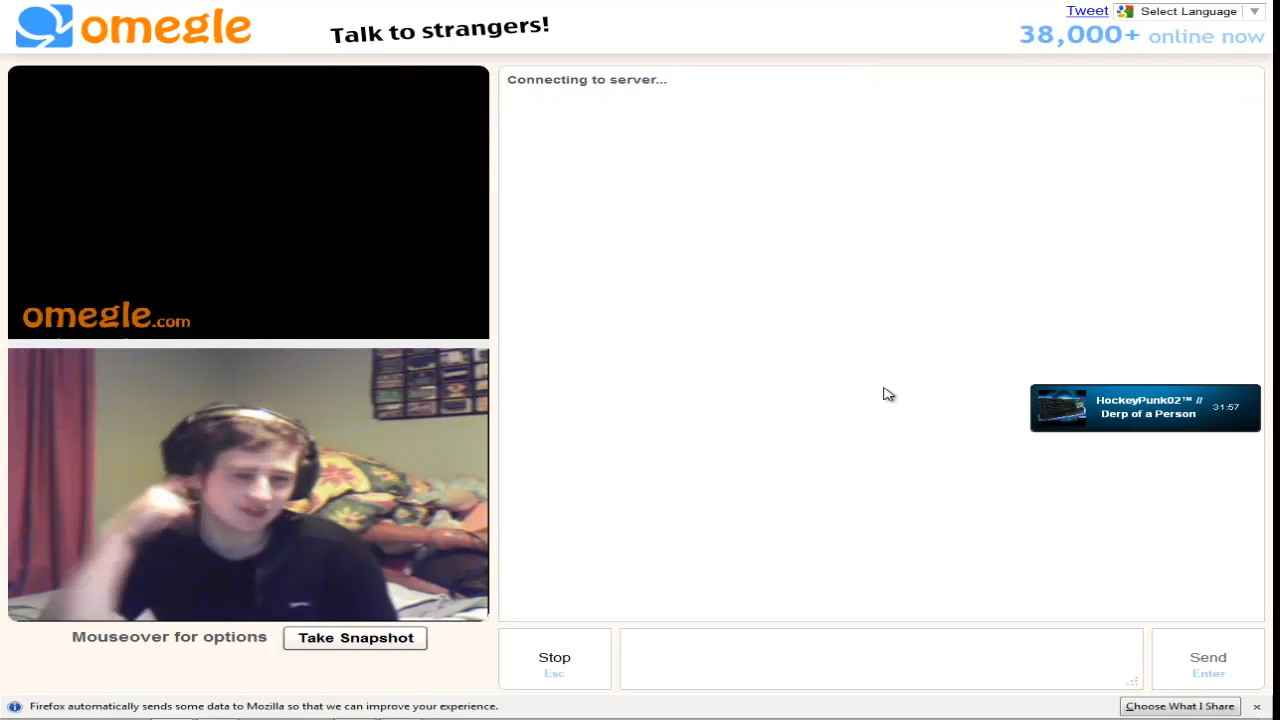 omegle
Talk to strangers!
Tweet
Select Language
38,000+ online now
Connecting to server...
omegle.com
HockeyPunk02™ //
Derp of a Person
31:57
Mouseover for options
Take Snapshot
Stop
Esc
Send
Enter
Firefox automatically sends some data to Mozilla so that we can improve your experience.
Choose What I Share